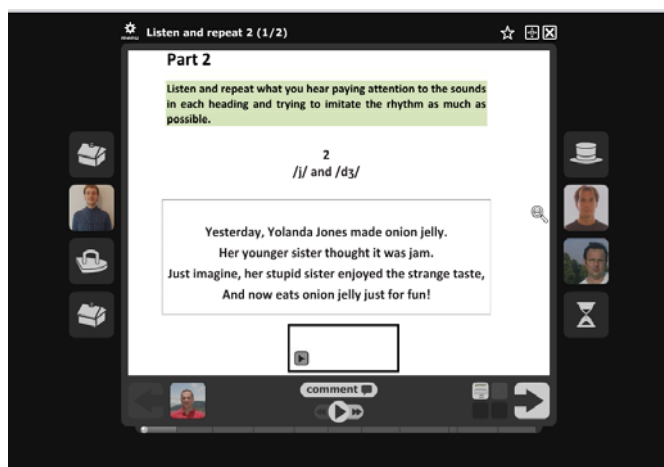 menu
Listen and repeat 2 (1/2)
Part 2
Listen and repeat what you hear paying attention to the sounds
in each heading and trying to imitate the rhythm as much as
possible.
2
/j/ and /dʒ/
Yesterday, Yolanda Jones made onion jelly.
Her younger sister thought it was jam.
Just imagine, her stupid sister enjoyed the strange taste,
And now eats onion jelly just for fun!
comment